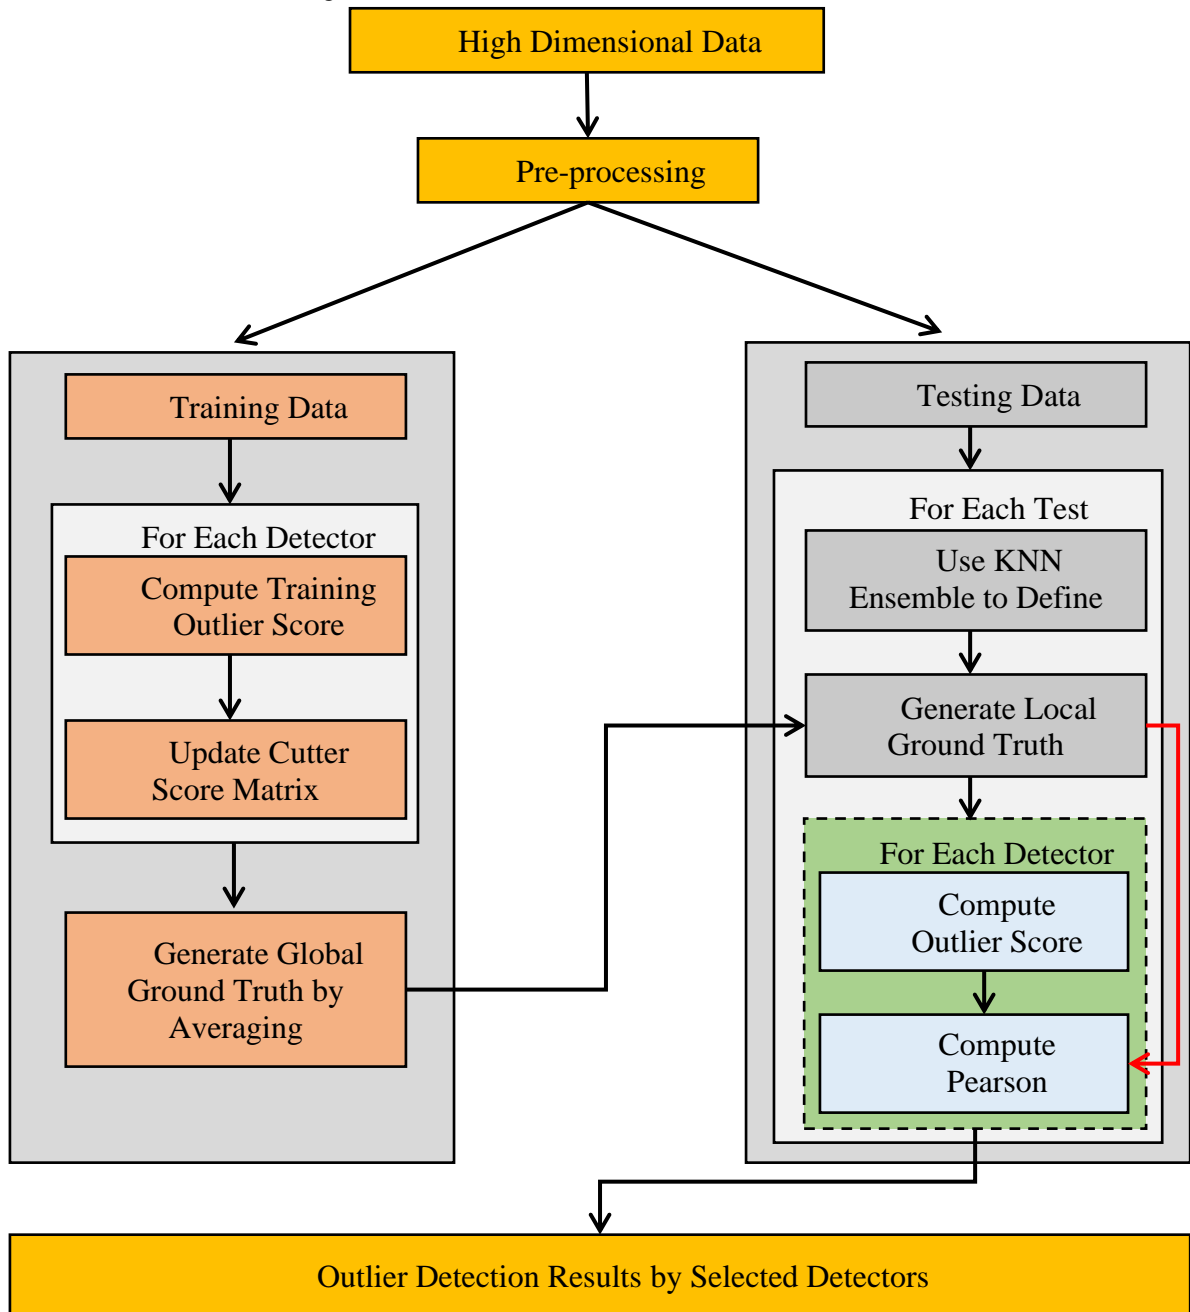 High Dimensional Data
Pre-processing
Training Data
For Each Detector
Compute Training
Outlier Score
Update Cutter
Score Matrix
Generate Global
Ground Truth by
Averaging
Testing Data
For Each Test
Use KNN
Ensemble to Define
Generate Local
Ground Truth
For Each Detector
Compute
Outlier Score
Compute
Pearson
Outlier Detection Results by Selected Detectors